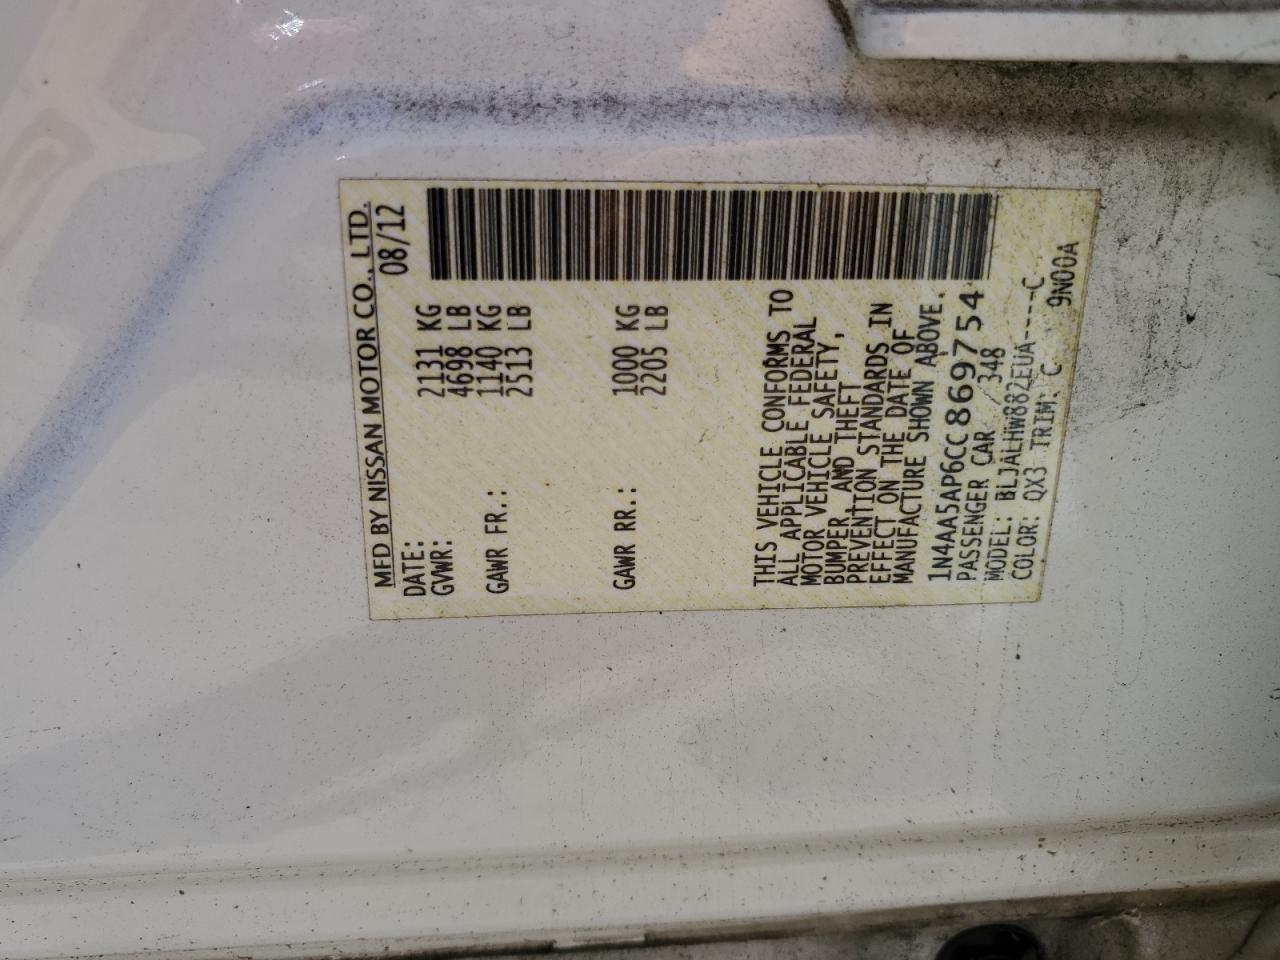 MFD BY NISSAN MOTOR CO., LTD.
DATE: 08/12
GVWR: 2131 KG
4698 LB
GAWR FR.: 1140 KG
2513 LB
GAWR RR.: 1000 KG
2205 LB
THIS VEHICLE CONFORMS TO
ALL APPLICABLE FEDERAL
MOTOR VEHICLE SAFETY,
BUMPER, AND THEFT
PREVENTION STANDARDS IN
EFFECT ON THE DATE OF
MANUFACTURE SHOWN ABOVE.
1N4AA5AP6CC869754
PASSENGER CAR 348
MODEL: BLJALHW882EUA----C
COLOR: QX3 TRIM: C 9N00A